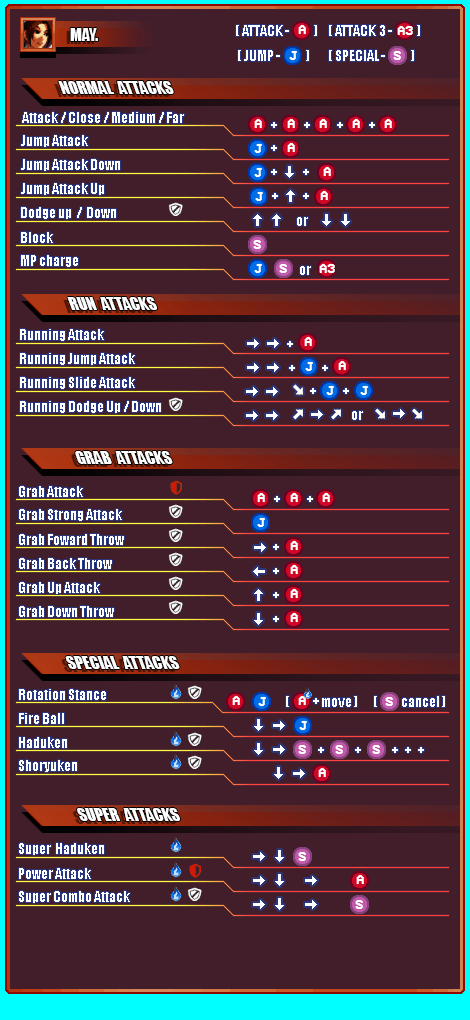 MAY.
[ ATTACK - A ] [ ATTACK 3 - A3 ]
[ JUMP - J ] [ SPECIAL - S ]
NORMAL ATTACKS
Attack / Close / Medium / Far A + A + A + A + A
Jump Attack J + A
Jump Attack Down J + ↓ + A
Jump Attack Up J + ↑ + A
Dodge up / Down ↑ ↑ or ↓ ↓
Block S
MP charge J S or A3
RUN ATTACKS
Running Attack → → + A
Running Jump Attack → → + J + A
Running Slide Attack → → ↘ + J + J
Running Dodge Up / Down → → ↗ → ↗ or ↘ → ↘
GRAB ATTACKS
Grab Attack A + A + A
Grab Strong Attack J
Grab Foward Throw → + A
Grab Back Throw ← + A
Grab Up Attack ↑ + A
Grab Down Throw ↓ + A
SPECIAL ATTACKS
Rotation Stance A J [ A + move ] [ S cancel ]
Fire Ball ↓ → J
Haduken ↓ → S + S + S + + +
Shoryuken ↓ → A
SUPER ATTACKS
Super Haduken → ↓ S
Power Attack → ↓ → A
Super Combo Attack → ↓ → S